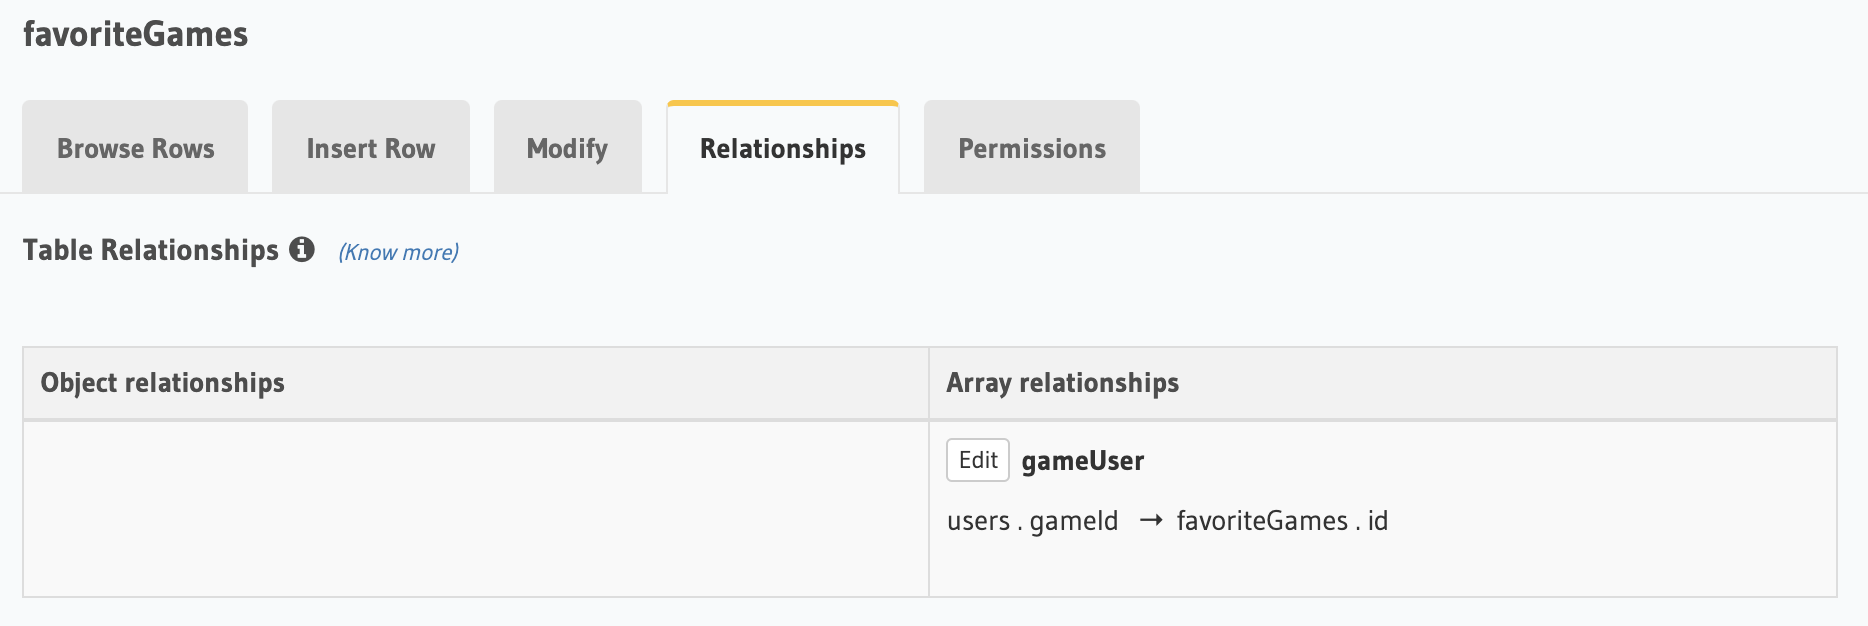 favoriteGames
Browse Rows
Insert Row
Modify
Relationships
Permissions
Table Relationships (Know more)
Object relationships
Array relationships
Edit gameUser
users . gameId → favoriteGames . id